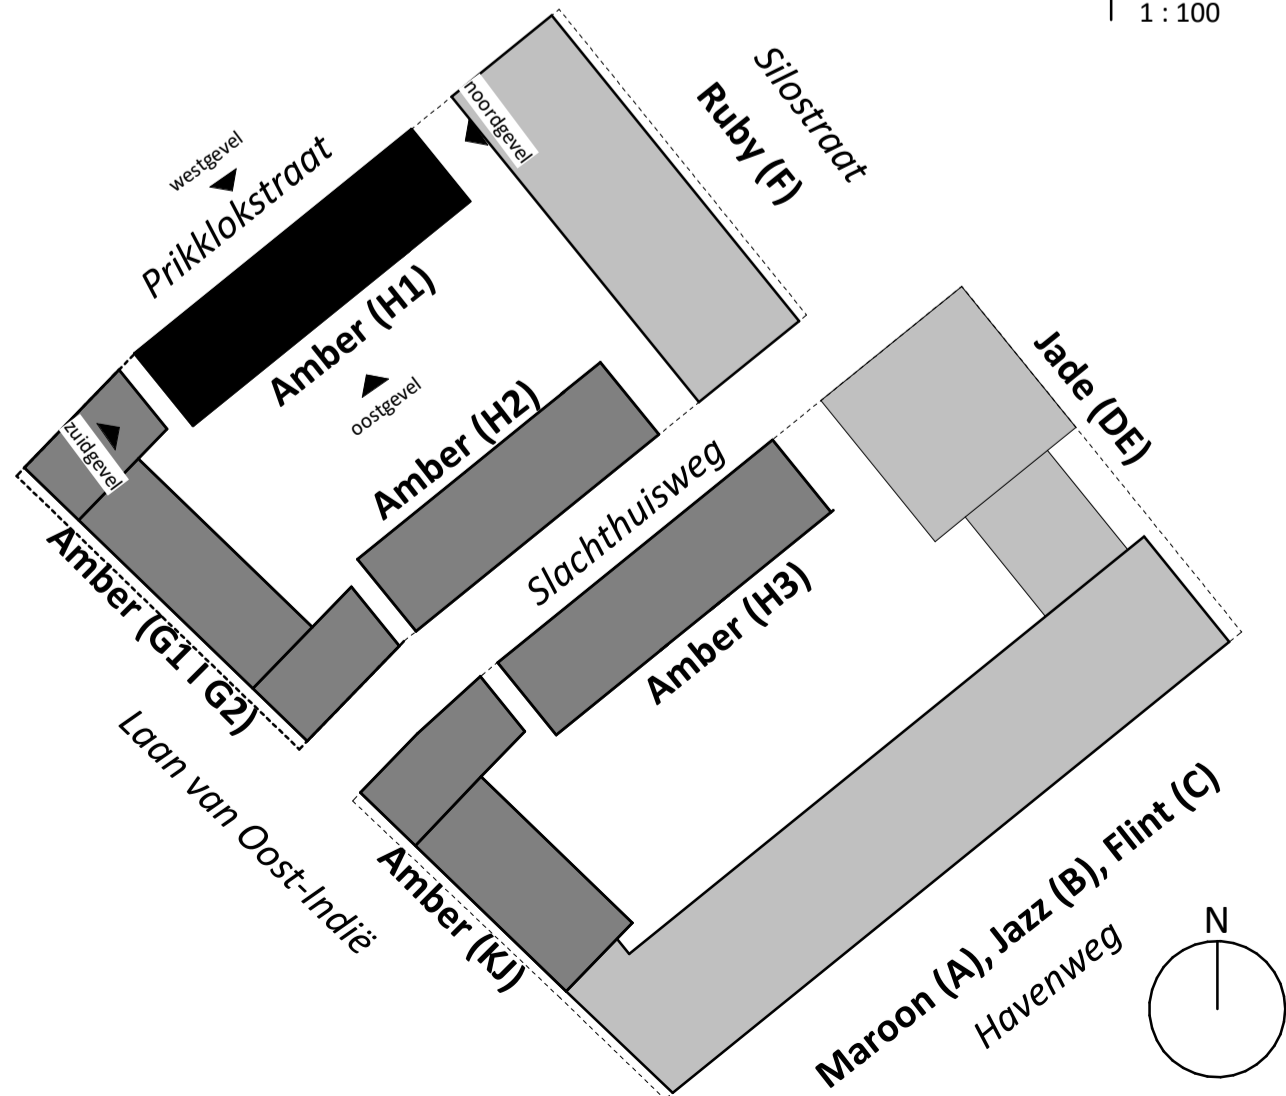 1 : 100
Silostraat
Ruby (F)
noordgevel
westgevel
Prikklokstraat
Amber (H1)
oostgevel
Amber (H2)
zuidgevel
Jade (DE)
Slachthuisweg
Amber (H3)
Amber (G1 I G2)
Laan van Oost-Indië
Amber (KJ)
Maroon (A), Jazz (B), Flint (C)
Havenweg
N